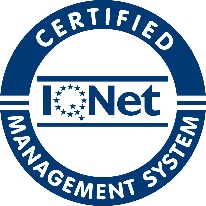 CERTIFIED
IQNet
MANAGEMENT SYSTEM